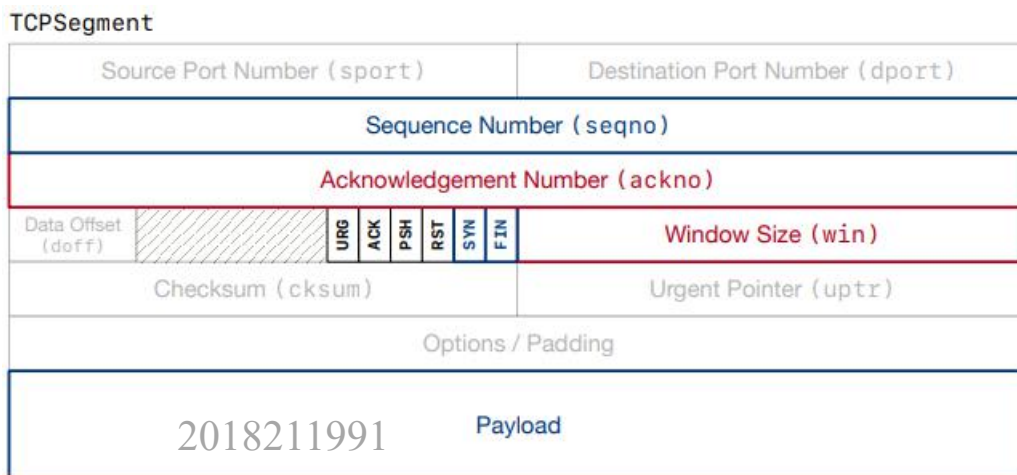 TCPSegment
Source Port Number (sport) Destination Port Number (dport)
Sequence Number (seqno)
Acknowledgement Number (ackno)
Data Offset (doff) URG ACK PSH RST SYN FIN Window Size (win)
Checksum (cksum) Urgent Pointer (uptr)
Options / Padding
2018211991 Payload